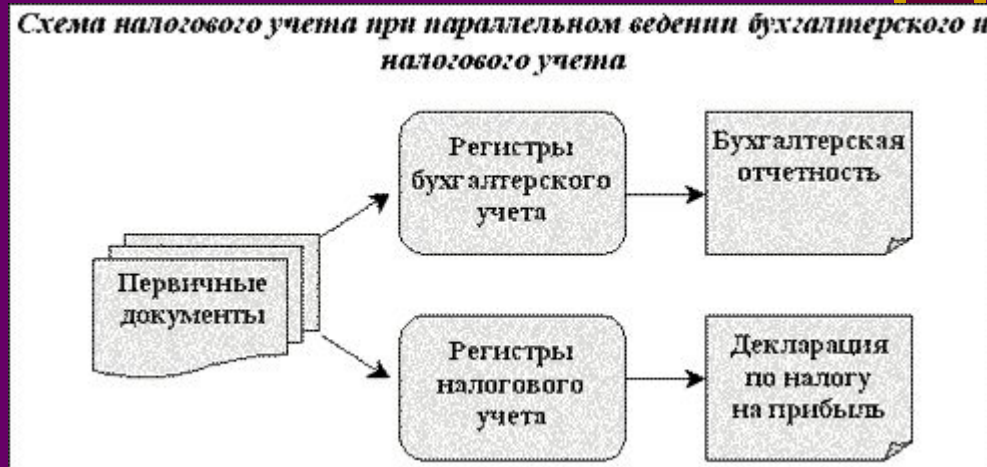 Схема налогового учета при параллельном ведении бухгалтерского и
налогового учета
Первичные
документы
Регистры
бухгалтерского
учета
Бухгалтерская
отчетность
Регистры
налогового
учета
Декларация
по налогу
на прибыль